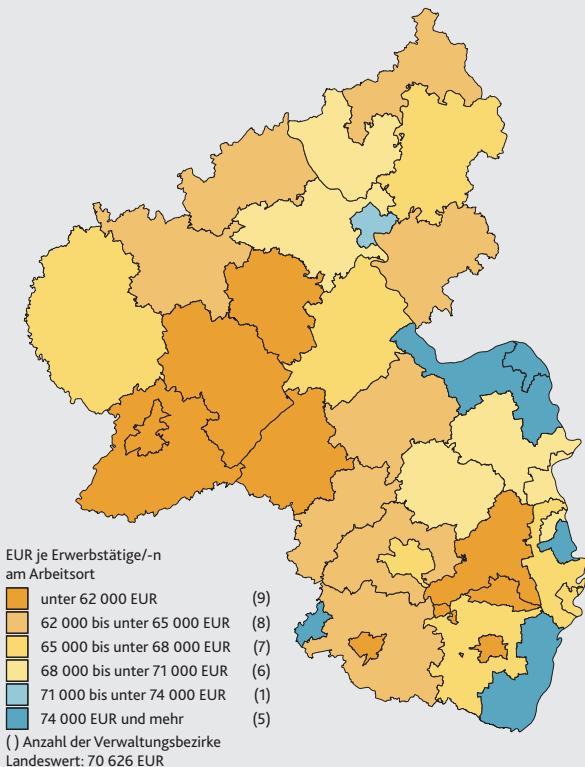 EUR je Erwerbstätige/-n
am Arbeitsort
unter 62 000 EUR (9)
62 000 bis unter 65 000 EUR (8)
65 000 bis unter 68 000 EUR (7)
68 000 bis unter 71 000 EUR (6)
71 000 bis unter 74 000 EUR (1)
74 000 EUR und mehr (5)
( ) Anzahl der Verwaltungsbezirke
Landeswert: 70 626 EUR